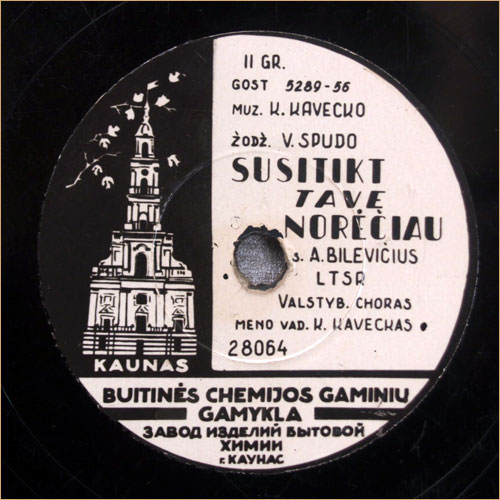 II GR.
GOST 5289-56
MUZ. K. KAVECKO
ŽODŽ. V. SPUDO
SUSITIKT
TAVE
NORĖČIAU
s. A. BILEVIČIUS
LTSR
VALSTYB. CHORAS
MENO VAD. K. KAVECKAS
28064
KAUNAS
BUITINĖS CHEMIJOS GAMINIŲ
GAMYKLA
ЗАВОД ИЗДЕЛИЙ БЫТОВОЙ
ХИМИИ
г. КАУНАС